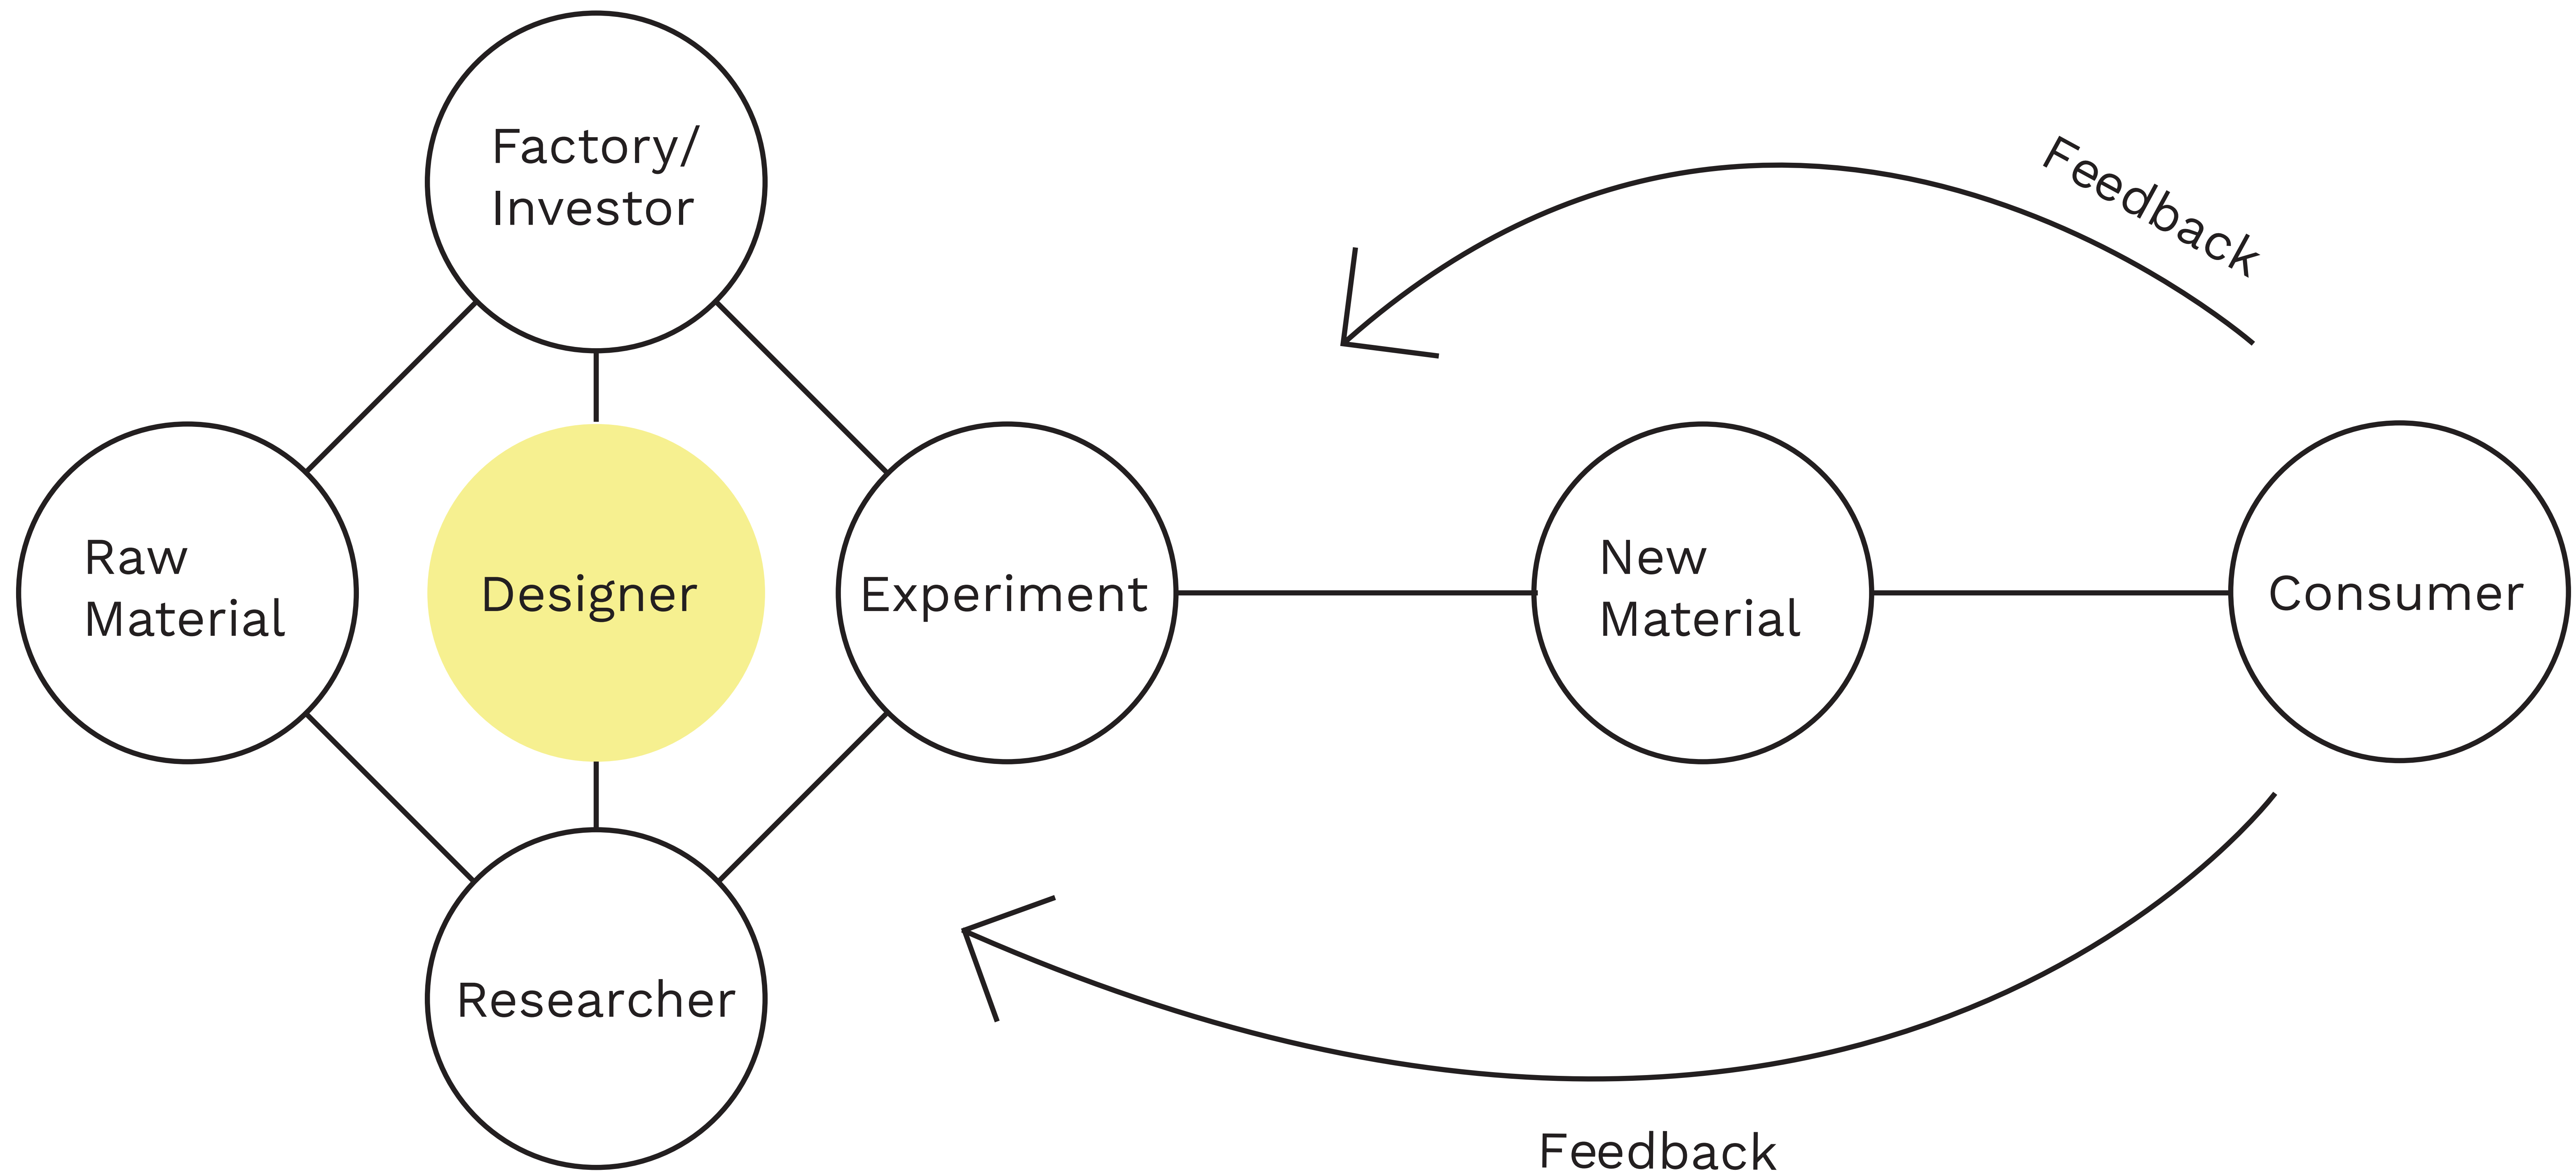 Factory/
Investor
Feedback
Raw
Material
Designer
Experiment
New
Material
Consumer
Researcher
Feedback